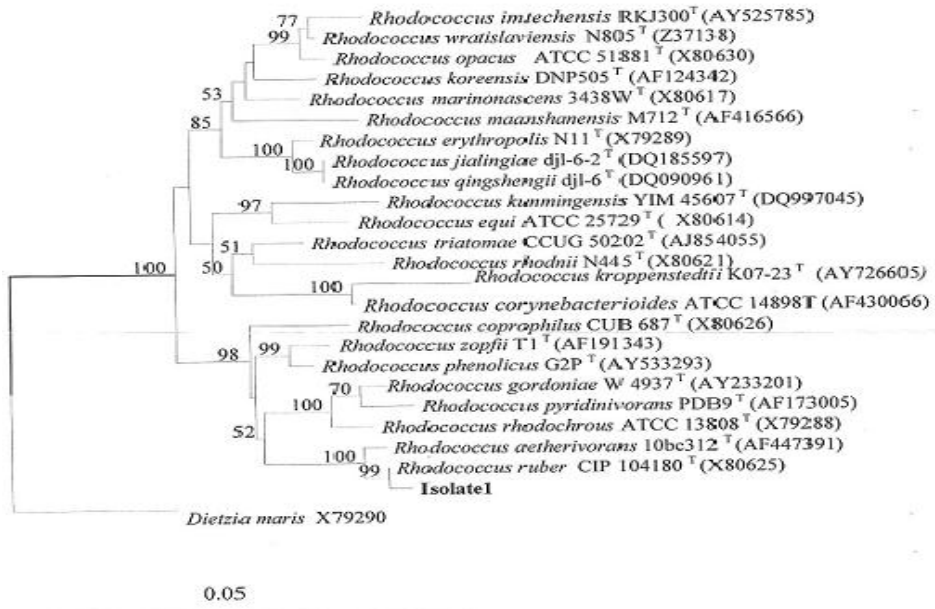 77
Rhodococcus imtechensis RKJ300T (AY525785)
99
Rhodococcus wratislaviensis N805T (Z37138)
Rhodococcus opacus ATCC 51881T (X80630)
Rhodococcus koreensis DNP505T (AF124342)
53
Rhodococcus marinonascens 3438WT (X80617)
85
Rhodococcus maanshanensis M712T (AF416566)
100
Rhodococcus erythropolis N11T (X79289)
100
Rhodococcus jialingiae djl-6-2T (DQ185597)
Rhodococcus qingshengii djl-6T (DQ090961)
Rhodococcus kunmingensis YIM 45607T (DQ997045)
97
Rhodococcus equi ATCC 25729T ( X80614)
51
Rhodococcus triatomae CCUG 50202T (AJ854055)
Rhodococcus rhodnii N445T (X80621)
100
50
Rhodococcus kroppenstedtii K07-23T (AY726605)
100
Rhodococcus corynebacterioides ATCC 14898T (AF430066)
Rhodococcus coprophilus CUB 687T (X80626)
98
99
Rhodococcus zopfii T1T (AF191343)
Rhodococcus phenolicus G2PT (AY533293)
70
Rhodococcus gordoniae W 4937T (AY233201)
100
Rhodococcus pyridinivorans PDB9T (AF173005)
52
Rhodococcus rhodochrous ATCC 13808T (X79288)
100
Rhodococcus aetherivorans 10bc312T (AF447391)
99
Rhodococcus ruber CIP 104180T (X80625)
Isolate1
Dietzia maris X79290
0.05